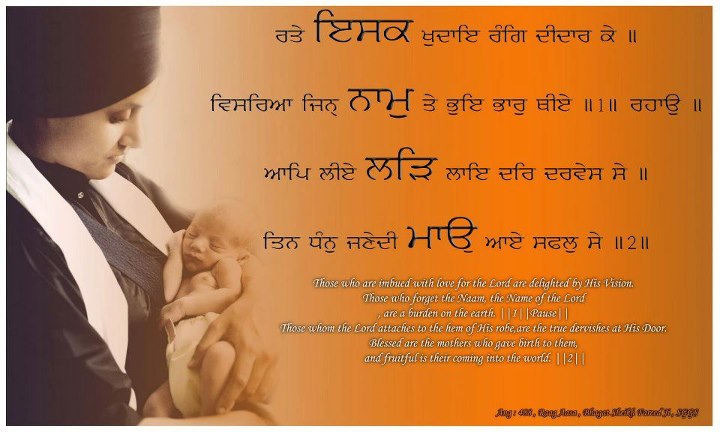 ਰਤੇ ਇਸਕ ਖੁਦਾਇ ਰੰਗਿ ਦੀਦਾਰ ਕੇ ॥
ਵਿਸਰਿਆ ਜਿਨ੍ ਨਾਮੁ ਤੇ ਭੁਇ ਭਾਰੁ ਥੀਏ ॥1॥ ਰਹਾਉ ॥
ਆਪਿ ਲੀਏ ਲੜਿ ਲਾਇ ਦਰਿ ਦਰਵੇਸ ਸੇ ॥
ਤਿਨ ਧੰਨੁ ਜਣੇਦੀ ਮਾਉ ਆਏ ਸਫਲੁ ਸੇ ॥2॥
Those who are imbued with love for the Lord are delighted by His Vision.
Those who forget the Naam, the Name of the Lord
, are a burden on the earth. ||1||Pause||
Those whom the Lord attaches to the hem of His robe,are the true dervishes at His Door.
Blessed are the mothers who gave birth to them,
and fruitful is their coming into the world. ||2||
Ang : 488 , Raag Aasa , Bhagat Sheikh Fareed Ji, SGGS